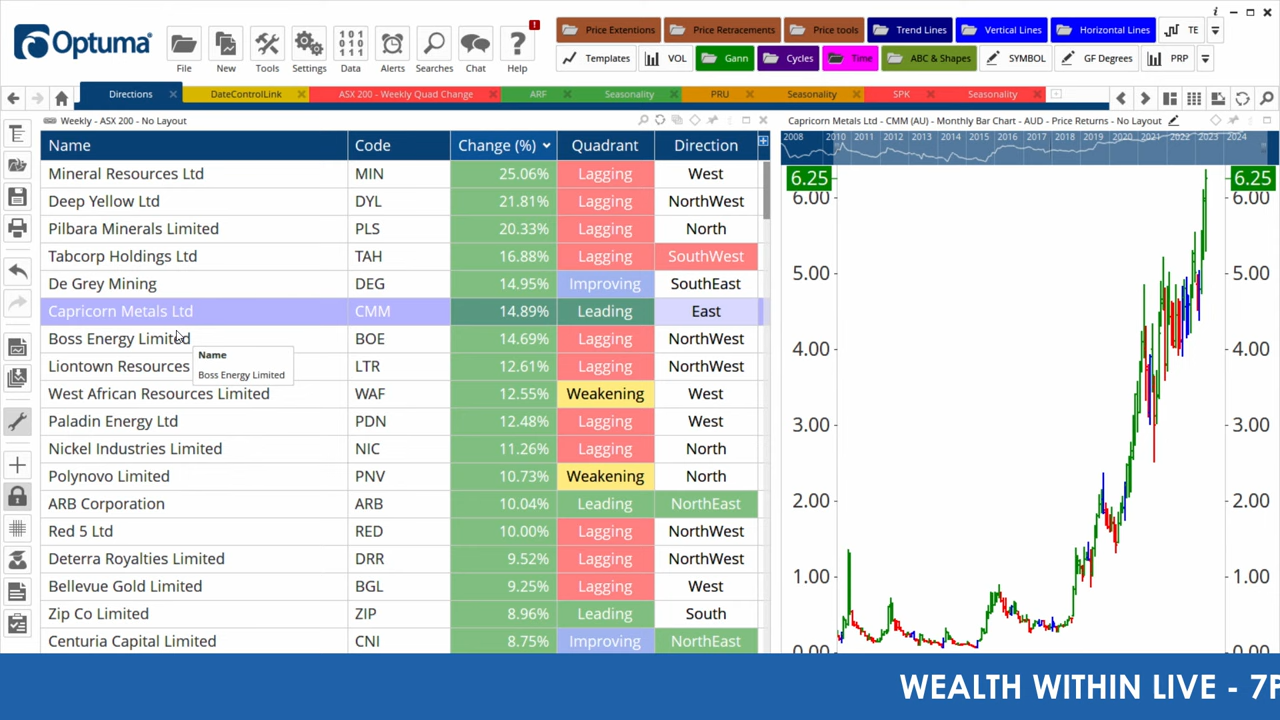 Optuma
File
New
Tools
Settings
Data
Alerts
Searches
Chat
Help
Price Extentions
Price Retracements
Price tools
Trend Lines
Vertical Lines
Horizontal Lines
TE
Templates
VOL
Gann
Cycles
Time
ABC & Shapes
SYMBOL
GF Degrees
PRP
Directions
DateControlLink
ASX 200 - Weekly Quad Change
ARF
Seasonality
PRU
Seasonality
SPK
Seasonality
Weekly - ASX 200 - No Layout
Name Code Change (%) Quadrant Direction
Mineral Resources Ltd MIN 25.06% Lagging West
Deep Yellow Ltd DYL 21.81% Lagging NorthWest
Pilbara Minerals Limited PLS 20.33% Lagging North
Tabcorp Holdings Ltd TAH 16.88% Lagging SouthWest
De Grey Mining DEG 14.95% Improving SouthEast
Capricorn Metals Ltd CMM 14.89% Leading East
Boss Energy Limited BOE 14.69% Lagging NorthWest
Liontown Resources LTR 12.61% Lagging NorthWest
West African Resources Limited WAF 12.55% Weakening West
Paladin Energy Ltd PDN 12.48% Lagging West
Nickel Industries Limited NIC 11.26% Lagging North
Polynovo Limited PNV 10.73% Weakening North
ARB Corporation ARB 10.04% Leading NorthEast
Red 5 Ltd RED 10.00% Lagging NorthWest
Deterra Royalties Limited DRR 9.52% Lagging NorthWest
Bellevue Gold Limited BGL 9.25% Lagging West
Zip Co Limited ZIP 8.96% Leading South
Centuria Capital Limited CNI 8.75% Improving NorthEast
Name
Boss Energy Limited
Capricorn Metals Ltd - CMM (AU) - Monthly Bar Chart - AUD - Price Returns - No Layout
2008 2010 2011 2012 2013 2014 2015 2016 2017 2018 2019 2020 2021 2022 2023 2024
6.25 6.25
6.00 6.00
5.00 5.00
4.00 4.00
3.00 3.00
2.00 2.00
1.00 1.00
0.00 0.00
WEALTH WITHIN LIVE - 7P